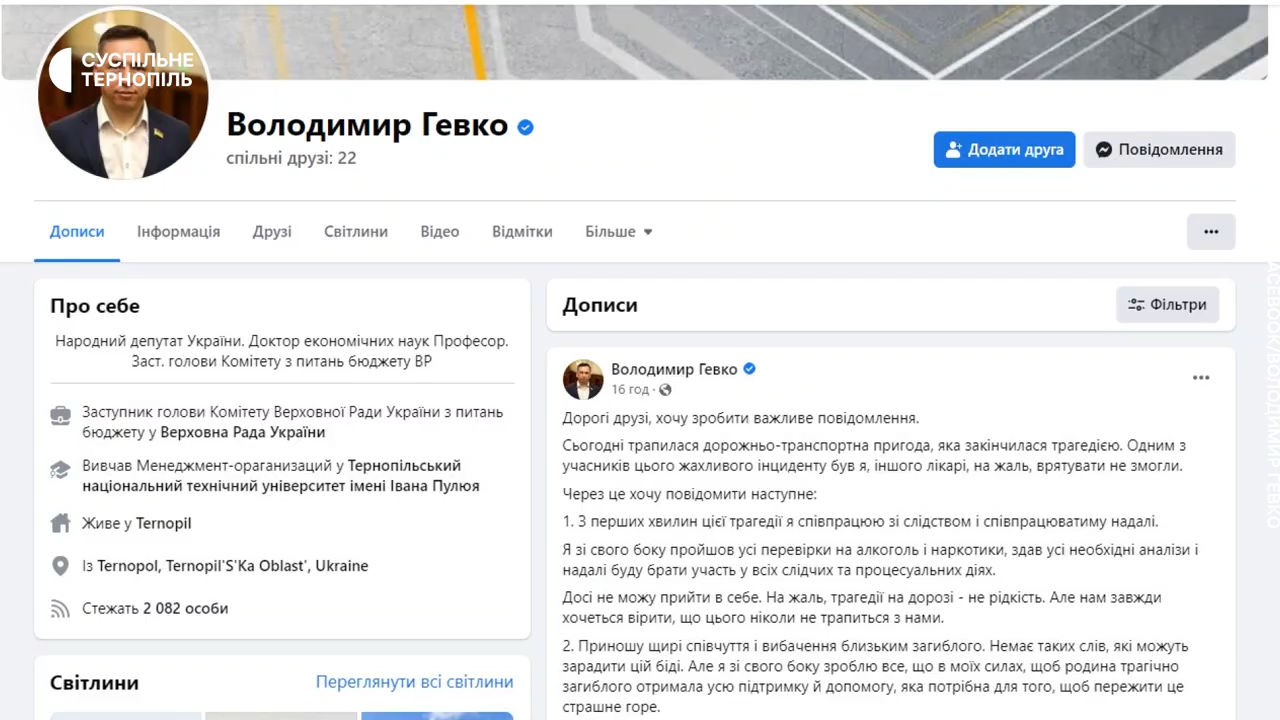 СУСПІЛЬНЕ
ТЕРНОПІЛЬ
Володимир Гевко
спільні друзі: 22
Додати друга
Повідомлення
Дописи
Інформація
Друзі
Світлини
Відео
Відмітки
Більше
Про себе
Народний депутат України. Доктор економічних наук Професор.
Заст. голови Комітету з питань бюджету ВР
Заступник голови Комітету Верховної Ради України з питань
бюджету у Верховна Рада України
Вивчав Менеджмент-ораганизаций у Тернопільський
національний технічний університет імені Івана Пулюя
Живе у Ternopil
Із Ternopol, Ternopil'S'Ka Oblast', Ukraine
Стежать 2 082 особи
Світлини
Переглянути всі світлини
Дописи
Фільтри
Володимир Гевко
16 год ·
Дорогі друзі, хочу зробити важливе повідомлення.
Сьогодні трапилася дорожньо-транспортна пригода, яка закінчилася трагедією. Одним з
учасників цього жахливого інциденту був я, іншого лікарі, на жаль, врятувати не змогли.
Через це хочу повідомити наступне:
1. З перших хвилин цієї трагедії я співпрацюю зі слідством і співпрацюватиму надалі.
Я зі свого боку пройшов усі перевірки на алкоголь і наркотики, здав усі необхідні аналізи і
надалі буду брати участь у всіх слідчих та процесуальних діях.
Досі не можу прийти в себе. На жаль, трагедії на дорозі - не рідкість. Але нам завжди
хочеться вірити, що цього ніколи не трапиться з нами.
2. Приношу щирі співчуття і вибачення близьким загиблого. Немає таких слів, які можуть
зарадити цій біді. Але я зі свого боку зроблю все, що в моїх силах, щоб родина трагічно
загиблого отримала усю підтримку й допомогу, яка потрібна для того, щоб пережити це
страшне горе.
ВОЛОДИМИР ГЕВКО